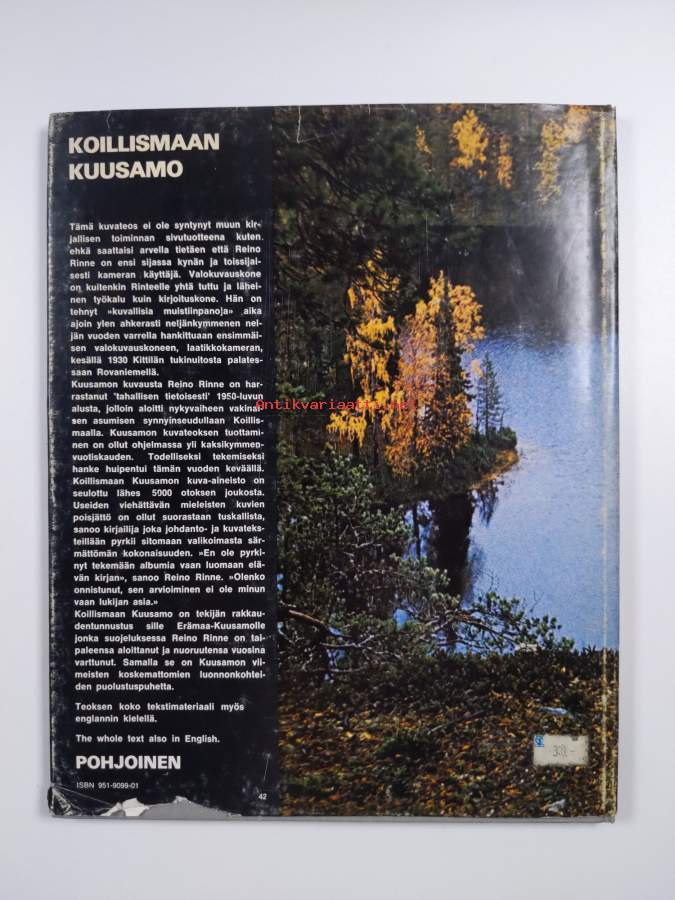 KOILLISMAAN
KUUSAMO
Tämä kuvateos ei ole syntynyt muun kir-
jallisen toiminnan sivutuotteena kuten
ehkä saattaisi arvella tietäen että Reino
Rinne on ensi sijassa kynän ja toissijai-
sesti kameran käyttäjä. Valokuvauskone
on kuitenkin Rinteelle yhtä tuttu ja lähei-
nen työkalu kuin kirjoituskone. Hän on
tehnyt »kuvallisia muistiinpanoja» aika
ajoin ylen ahkerasti neljänkymmenen nel-
jän vuoden varrella hankittuaan ensimmäi-
sen valokuvauskoneen, laatikkokameran,
kesällä 1930 Kittilän tukinuitosta palates-
saan Rovaniemellä.
Kuusamon kuvausta Reino Rinne on har-
rastanut 'tahallisen tietoisesti' 1950-luvun
alusta, jolloin aloitti nykyvaiheen vakinai-
sen asumisen synnyinseudullaan Koillis-
maalla. Kuusamon kuvateoksen tuottami-
nen on ollut ohjelmassa yli kaksikymmen-
vuotiskauden. Todelliseksi tekemiseksi
hanke huipentui tämän vuoden keväällä.
Koillismaan Kuusamon kuva-aineisto on
seulottu lähes 5000 otoksen joukosta.
Useiden viehättävän mieleisten kuvien
poisjättö on ollut suorastaan tuskallista,
sanoo kirjailija joka johdanto- ja kuvateks-
teillään pyrkii sitomaan valikoimasta sär-
mättömän kokonaisuuden. »En ole pyrki-
nyt tekemään albumia vaan luomaan elä-
vän kirjan», sanoo Reino Rinne. »Olenko
onnistunut, sen arvioiminen ei ole minun
vaan lukijan asia.»
Koillismaan Kuusamo on tekijän rakkau-
dentunnustus sille Erämaa-Kuusamolle
jonka suojeluksessa Reino Rinne on tai-
paleensa aloittanut ja nuoruutensa vuosina
varttunut. Samalla se on Kuusamon vii-
meisten koskemattomien luonnonkohtei-
den puolustuspuhetta.
Teoksen koko tekstimateriaali myös
englannin kielellä.
The whole text also in English.
POHJOINEN
ISBN 951-9099-01
42
Antikvariaatti.net